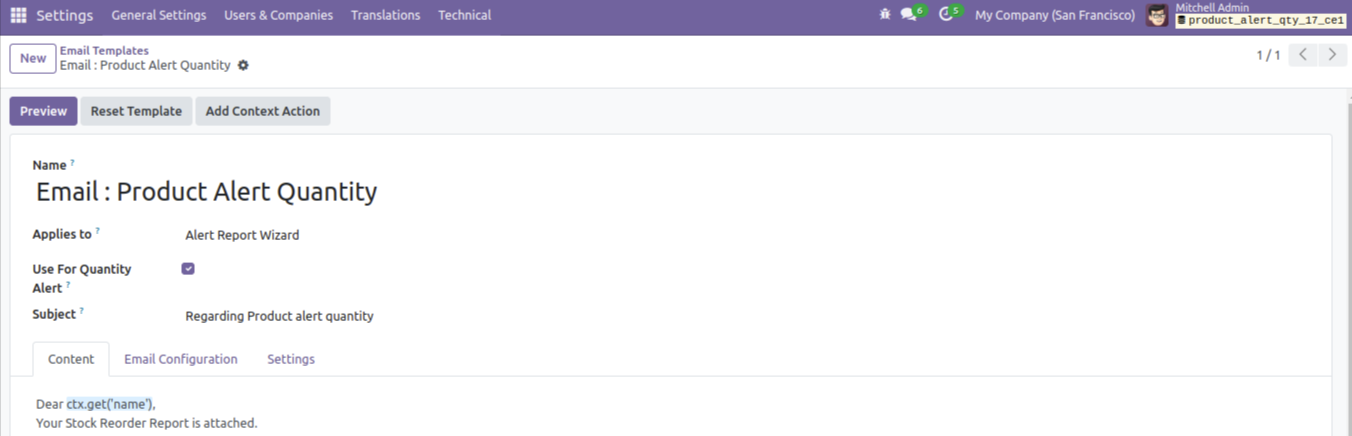 Settings General Settings Users & Companies Translations Technical 6 5 My Company (San Francisco) Mitchell Admin
product_alert_qty_17_ce1
New Email Templates 1 / 1
Email : Product Alert Quantity
Preview Reset Template Add Context Action
Name ?
Email : Product Alert Quantity
Applies to ? Alert Report Wizard
Use For Quantity
Alert ?
Subject ? Regarding Product alert quantity
Content Email Configuration Settings
Dear ctx.get('name'),
Your Stock Reorder Report is attached.